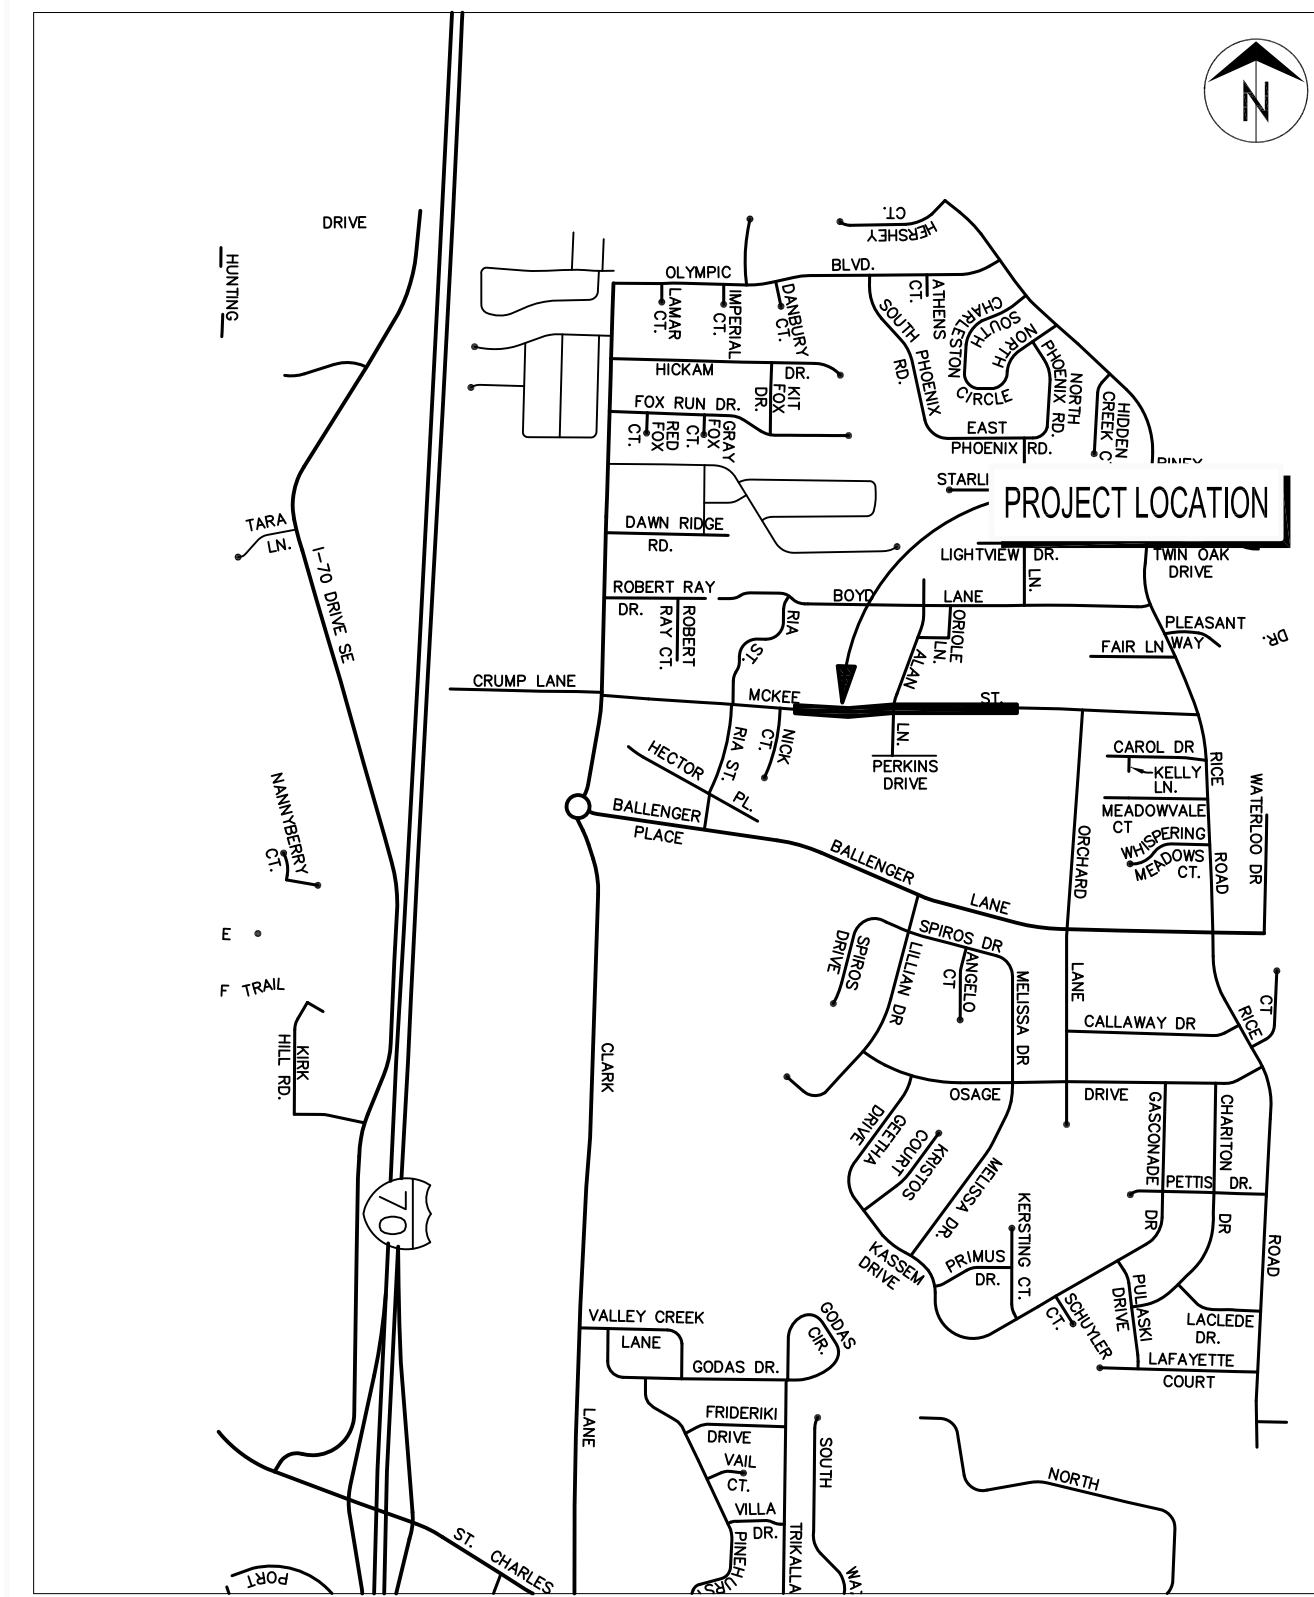 N
DRIVE
HUNTING
HERSHEY
CT.
OLYMPIC
BLVD.
LAMAR
CT.
IMPERIAL
CT.
DANBURY
CT.
ATHENS
CT.
SOUTH PHOENIX
RD.
CHARLESTON
SOUTH
NORTH
CIRCLE
NORTH
PHOENIX RD.
HIDDEN
CREEK
HICKAM
DR.
KIT
FOX
DR.
FOX RUN DR.
RED
FOX
CT.
GRAY
FOX
CT.
EAST
PHOENIX RD.
PINEY
STARLI
PROJECT LOCATION
TARA
LN.
I-70 DRIVE SE
DAWN RIDGE
RD.
LIGHTVIEW DR.
LN.
TWIN OAK
DRIVE
ROBERT RAY
DR.
ROBERT
RAY CT.
BOYD
LANE
RIA
ST.
ORIOLE
LN.
ALAN
LN.
PLEASANT
WAY
DR.
FAIR LN
CRUMP LANE
MCKEE
ST.
RIA ST.
NICK
CT.
HECTOR
PL.
PERKINS
DRIVE
CAROL DR
KELLY
LN.
MEADOWVALE
CT
WHISPERING
MEADOWS
CT.
RICE
ROAD
WATERLOO DR
NANNYBERRY
CT.
BALLENGER
PLACE
BALLENGER
LANE
ORCHARD
LANE
E
F TRAIL
SPIROS
DRIVE
SPIROS DR
LILLIAN DR
ANGELO
CT
MELISSA DR
CALLAWAY DR
RICE
CT
KIRK
HILL RD.
CLARK
OSAGE
DRIVE
GEETHA
DRIVE
KRISTOS
COURT
MELISSA DR.
GASCONADE
DR
CHARITON
DR
PETTIS DR.
70
KASSEM
DRIVE
PRIMUS
DR.
KERSTING CT.
ROAD
SCHUYLER
CT.
PULASKI
DRIVE
LACLEDE
DR.
LAFAYETTE
COURT
VALLEY CREEK
LANE
GODAS
CIR.
GODAS DR.
LANE
FRIDERIKI
DRIVE
VAIL
CT.
VILLA
DR.
SOUTH
NORTH
TRIKALLA
PINEHURST
WA
ST. CHARLES
PORT